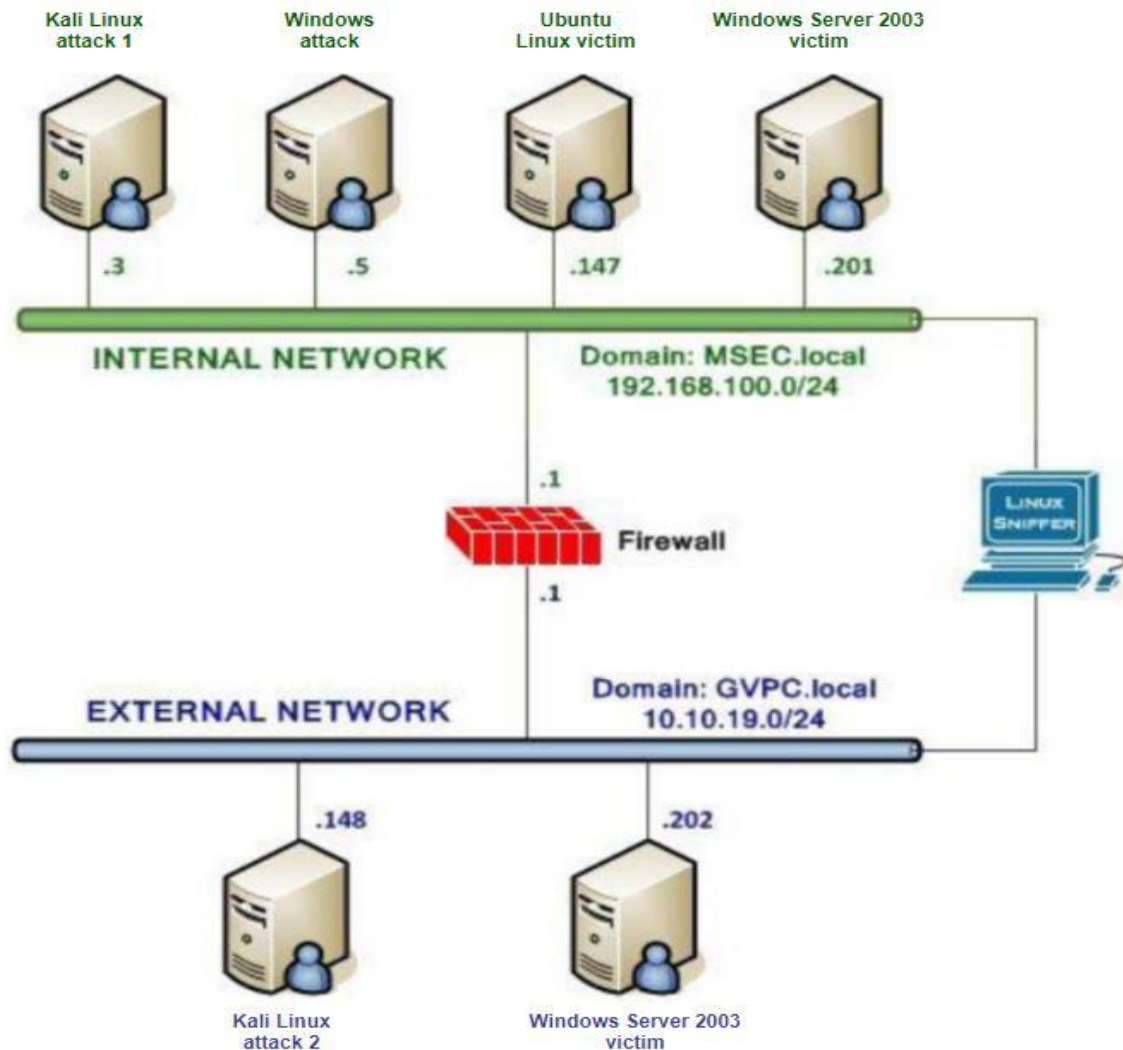 Kali Linux
attack 1
Windows
attack
Ubuntu
Linux victim
Windows Server 2003
victim
.3
.5
.147
.201
INTERNAL NETWORK
Domain: MSEC.local
192.168.100.0/24
.1
Firewall
.1
LINUX
SNIFFER
EXTERNAL NETWORK
Domain: GVPC.local
10.10.19.0/24
.148
.202
Kali Linux
attack 2
Windows Server 2003
victim